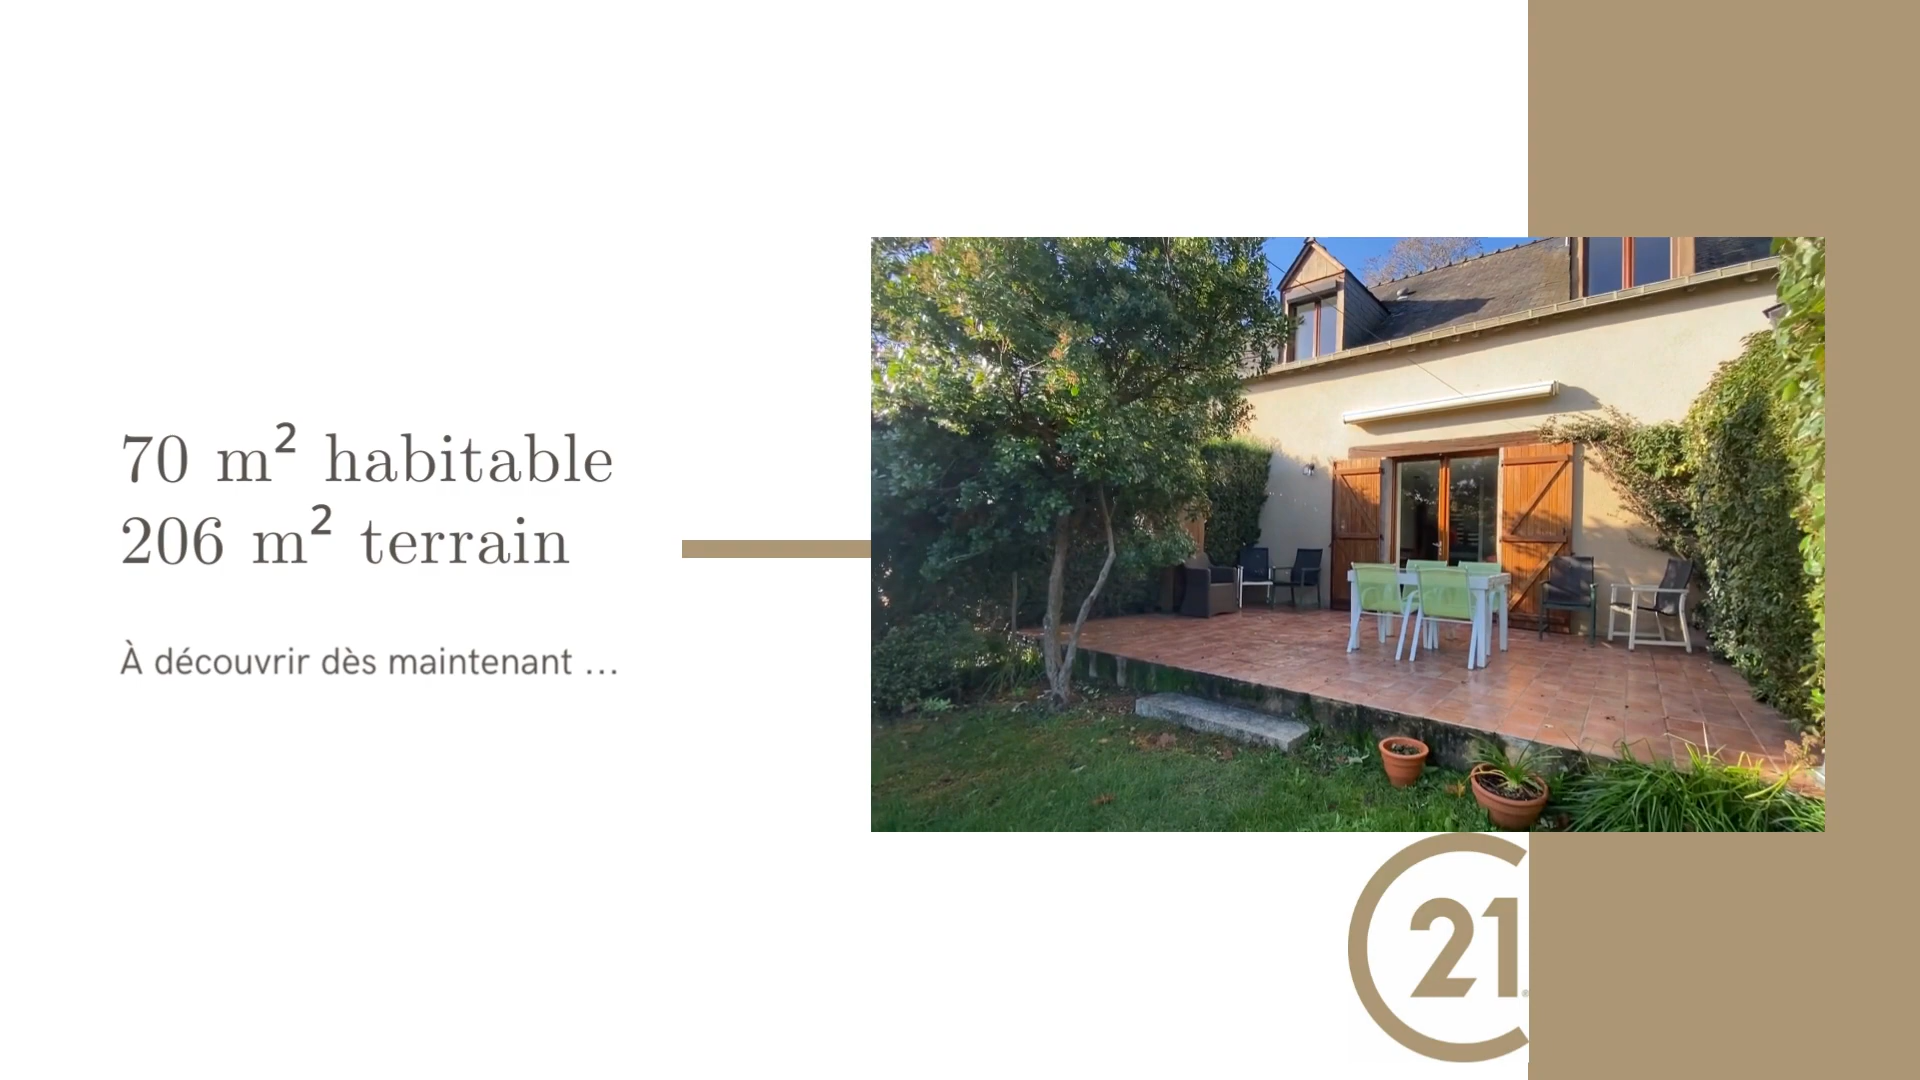 70 m² habitable
206 m² terrain
À découvrir dès maintenant ...
21